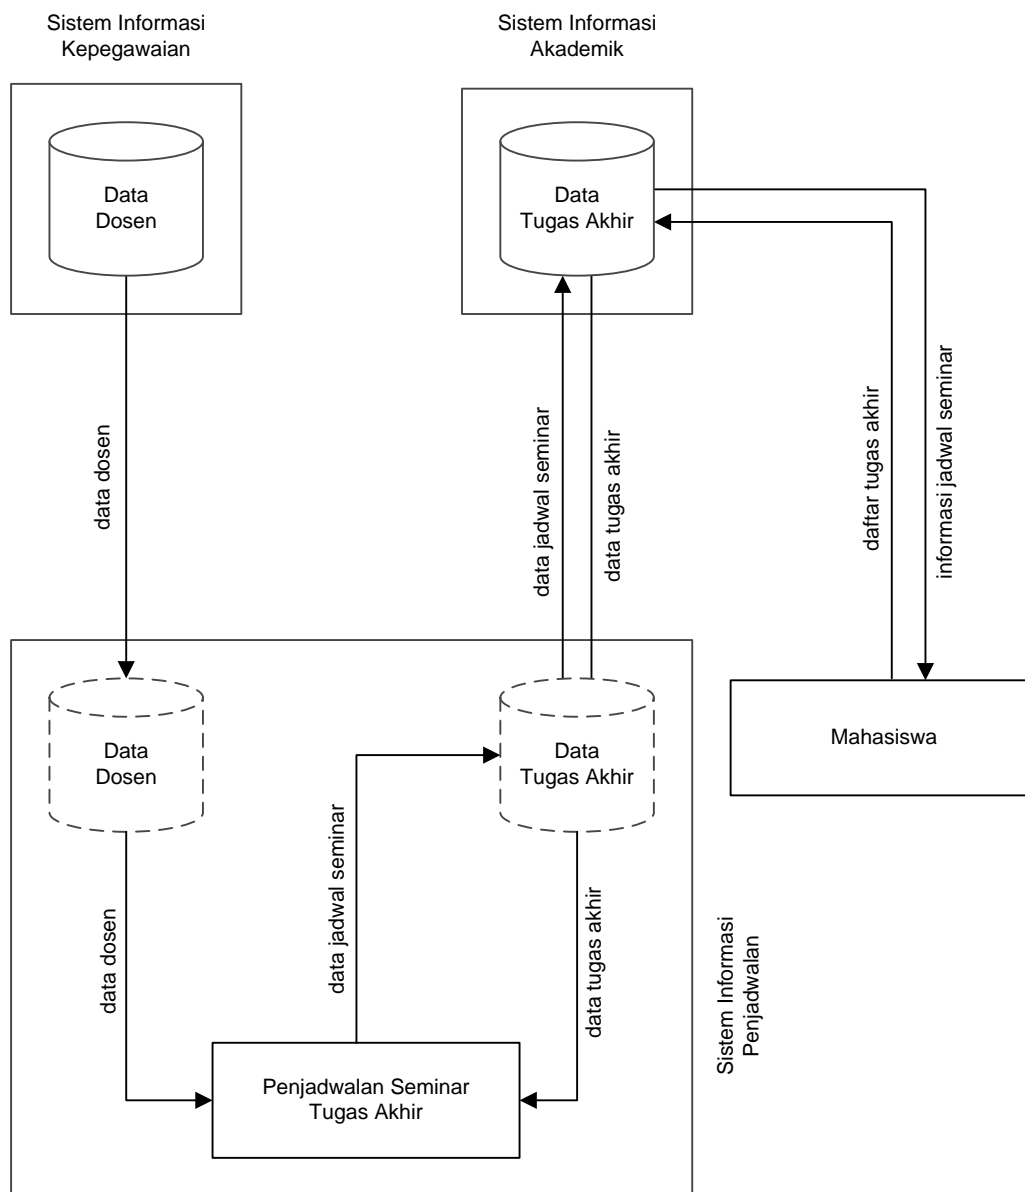 Sistem Informasi
Kepegawaian
Sistem Informasi
Akademik
Data
Dosen
Data
Tugas Akhir
data dosen
data jadwal seminar
data tugas akhir
daftar tugas akhir
informasi jadwal seminar
Data
Dosen
Data
Tugas Akhir
Mahasiswa
data dosen
data jadwal seminar
data tugas akhir
Sistem Informasi
Penjadwalan
Penjadwalan Seminar
Tugas Akhir